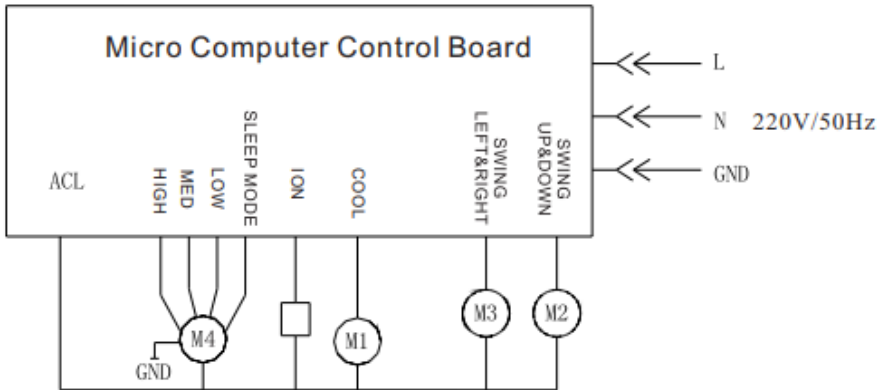 Micro Computer Control Board
L
N 220V/50Hz
GND
ACL
HIGH
MED
LOW
SLEEP MODE
ION
COOL
SWING
LEFT&RIGHT
SWING
UP&DOWN
M4
M1
M3
M2
GND